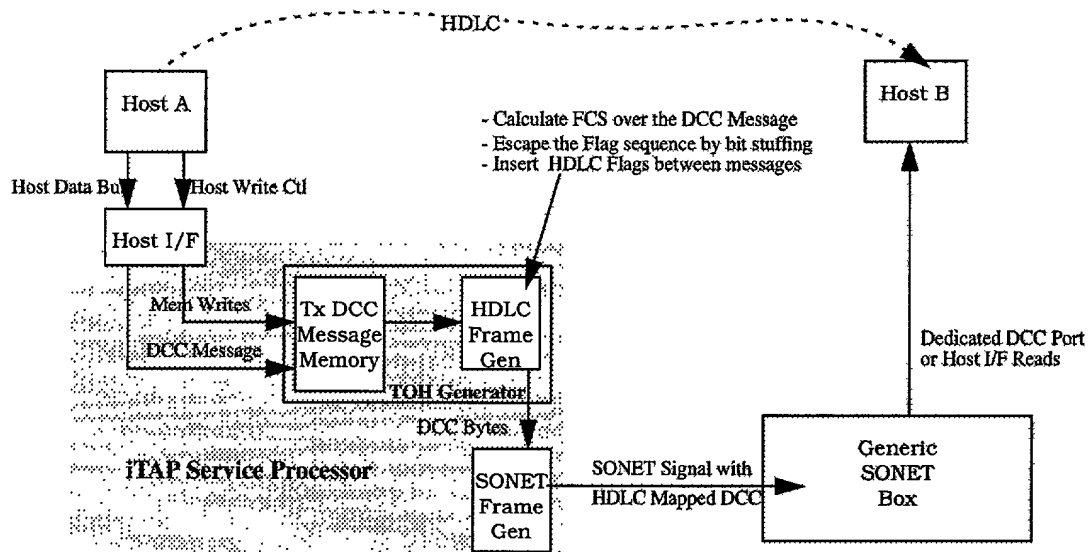 HDLC
Host A
Host B
- Calculate FCS over the DCC Message
- Escape the Flag sequence by bit stuffing
- Insert HDLC Flags between messages
Host Data Bus
Host Write Ctl
Host I/F
Mem Writes
DCC Message
Tx DCC
Message
Memory
HDLC
Frame
Gen
TOH Generator
DCC Bytes
Dedicated DCC Port
or Host I/F Reads
iTAP Service Processor
SONET
Frame
Gen
SONET Signal with
HDLC Mapped DCC
Generic
SONET
Box